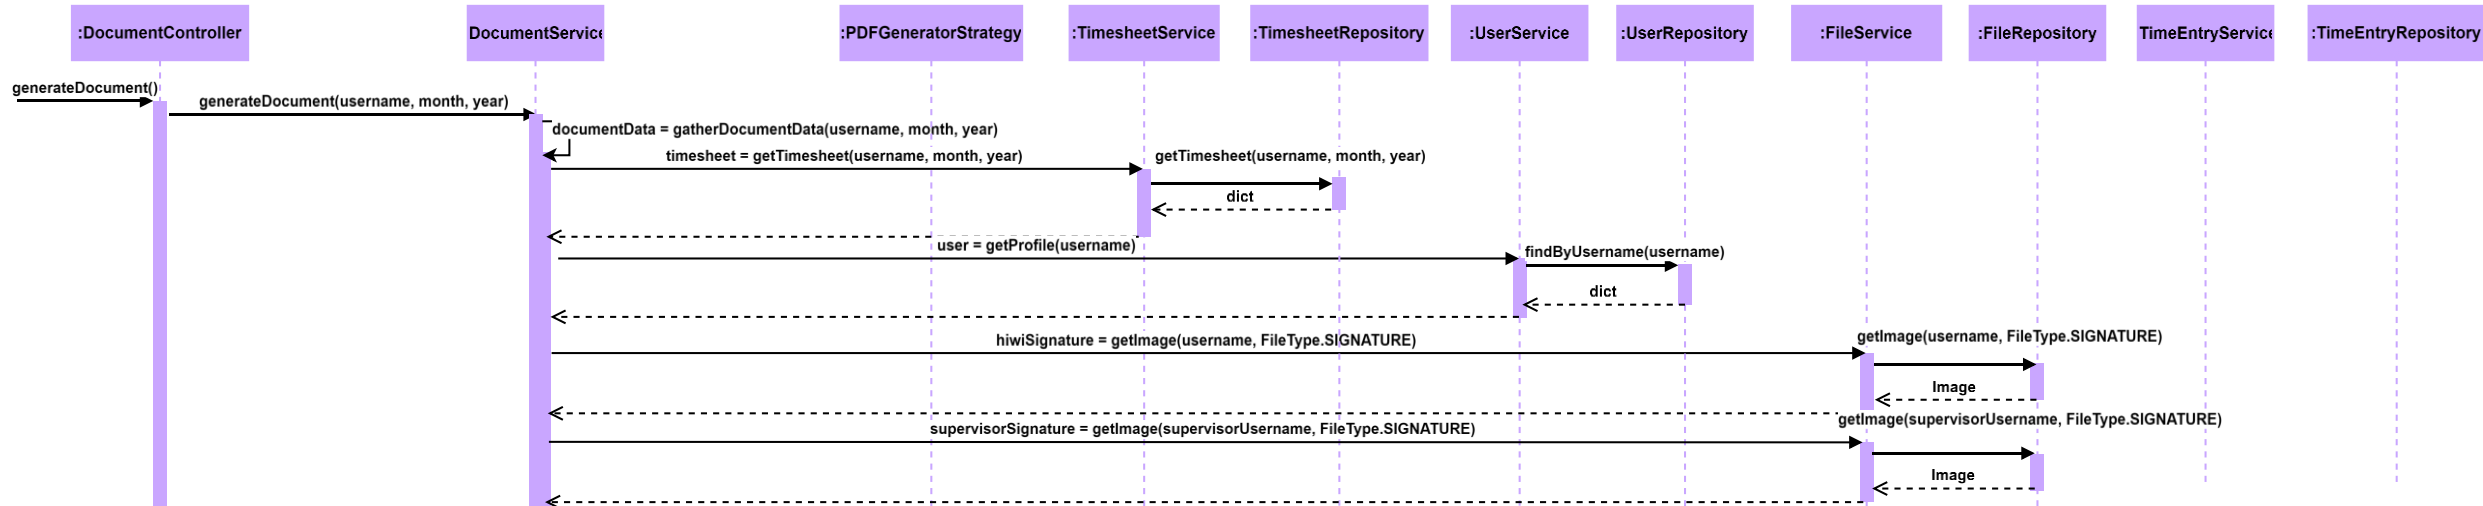 :DocumentController
DocumentService
:PDFGeneratorStrategy
:TimesheetService
:TimesheetRepository
:UserService
:UserRepository
:FileService
:FileRepository
TimeEntryService
:TimeEntryRepository
generateDocument()
generateDocument(username, month, year)
documentData = gatherDocumentData(username, month, year)
timesheet = getTimesheet(username, month, year)
getTimesheet(username, month, year)
dict
user = getProfile(username)
findByUsername(username)
dict
hiwiSignature = getImage(username, FileType.SIGNATURE)
getImage(username, FileType.SIGNATURE)
Image
getImage(supervisorUsername, FileType.SIGNATURE)
supervisorSignature = getImage(supervisorUsername, FileType.SIGNATURE)
Image